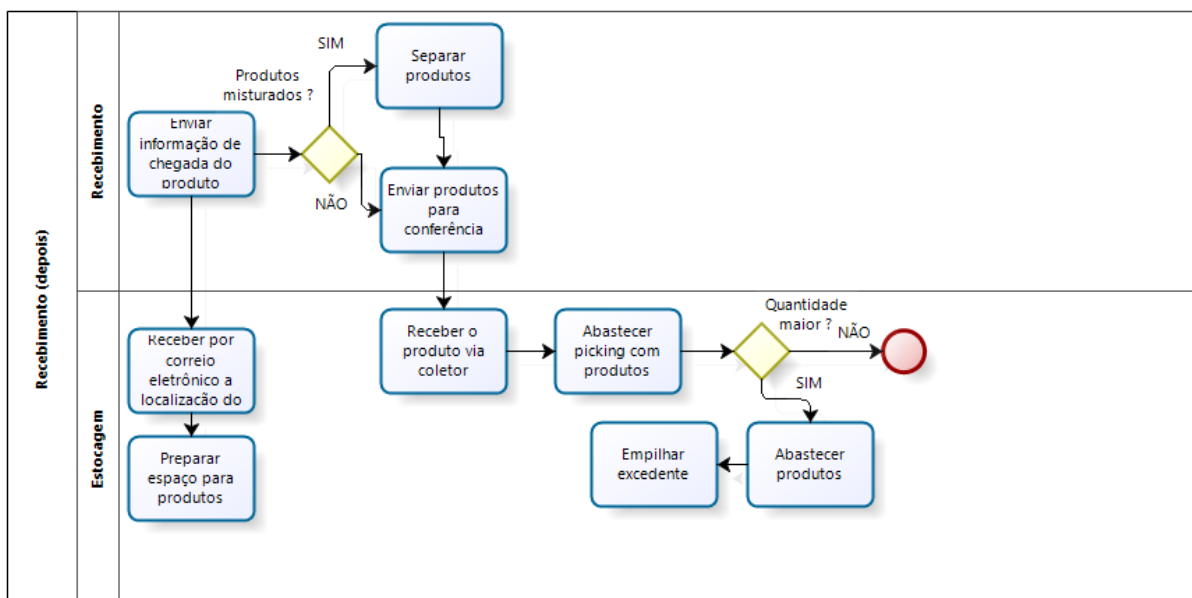 Recebimento (depois)
Recebimento
Enviar
informação de
chegada do
produto
Produtos
misturados ?
SIM
NÃO
Separar
produtos
Enviar produtos
para
conferência
Estocagem
Receber por
correio
eletrônico a
localização do
Preparar
espaço para
produtos
Receber o
produto via
coletor
Abastecer
picking com
produtos
Quantidade
maior ?
NÃO
SIM
Abastecer
produtos
Empilhar
excedente